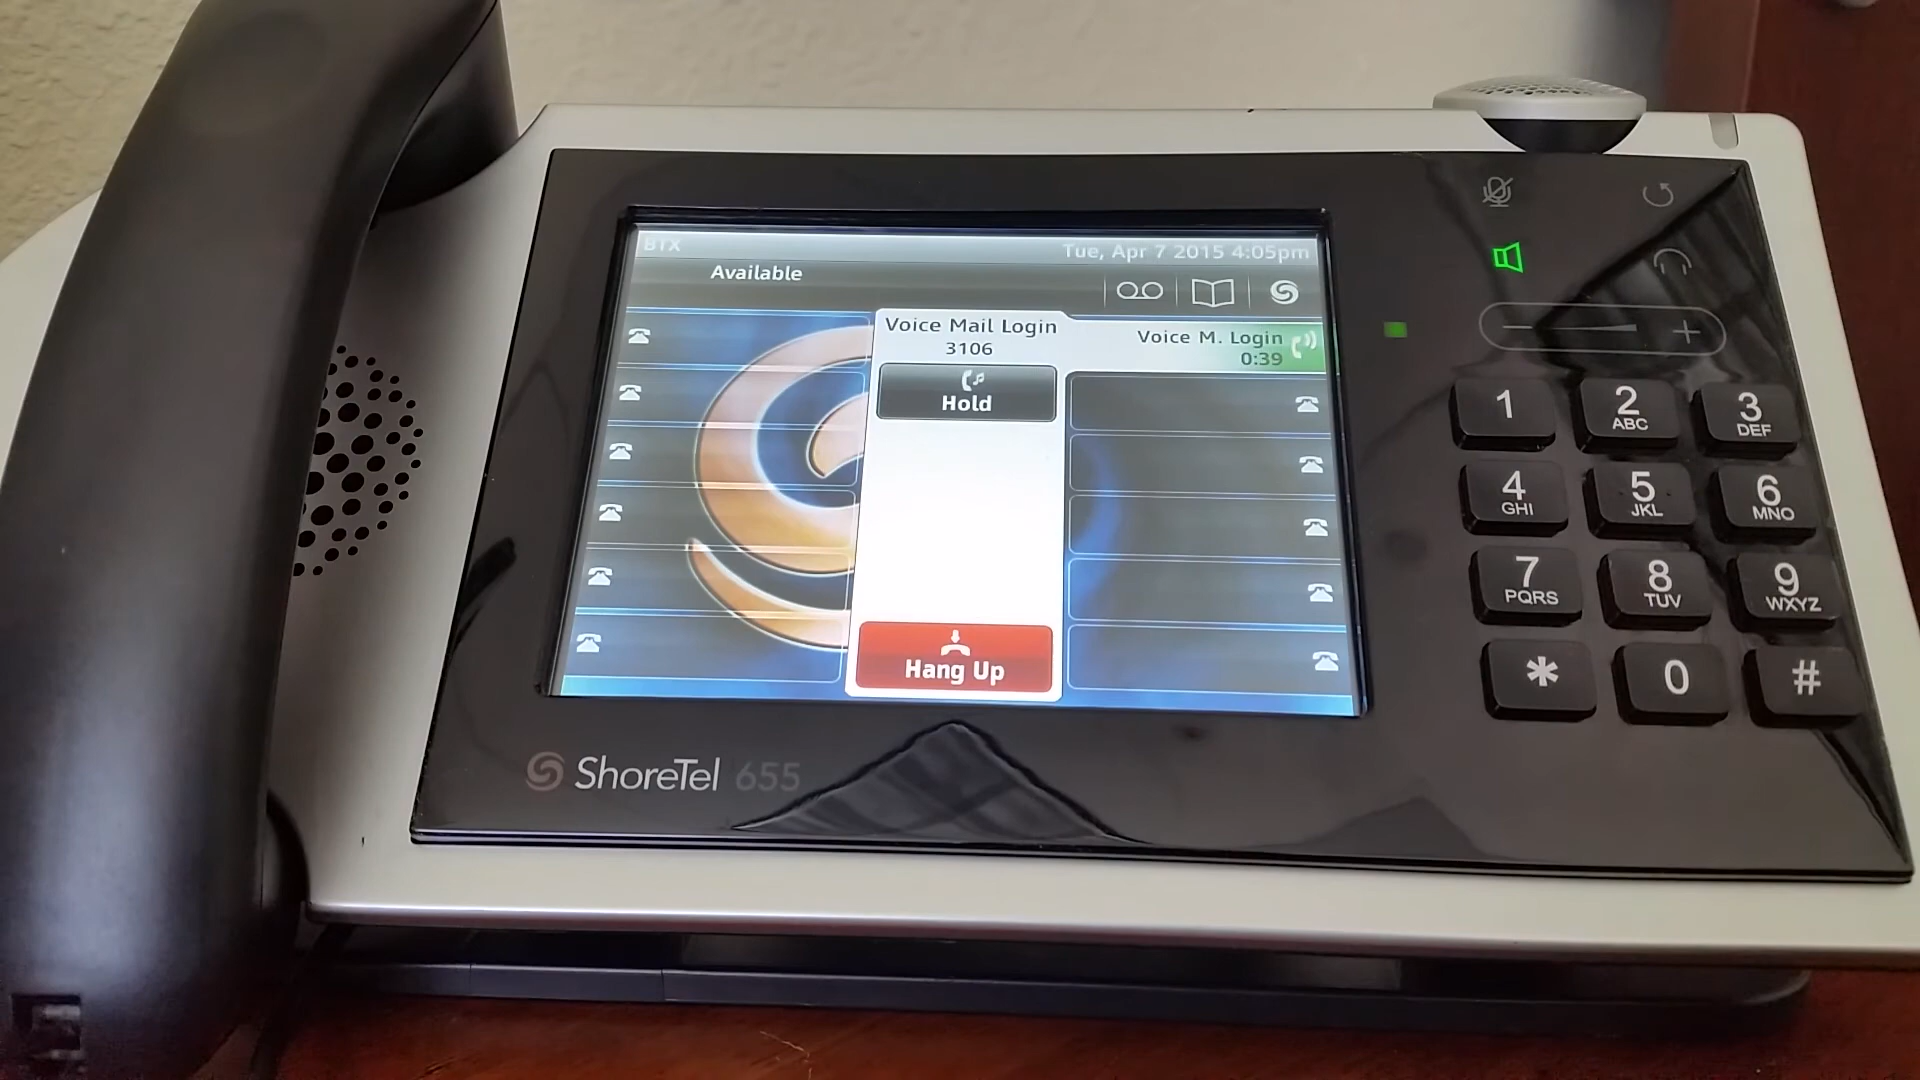 BTX
Tue, Apr 7 2015 4:05pm
Available
Voice Mail Login
3106
Voice M. Login
0:39
Hold
Hang Up
ShoreTel 655
1
2
ABC
3
DEF
4
GHI
5
JKL
6
MNO
7
PQRS
8
TUV
9
WXYZ
*
0
#